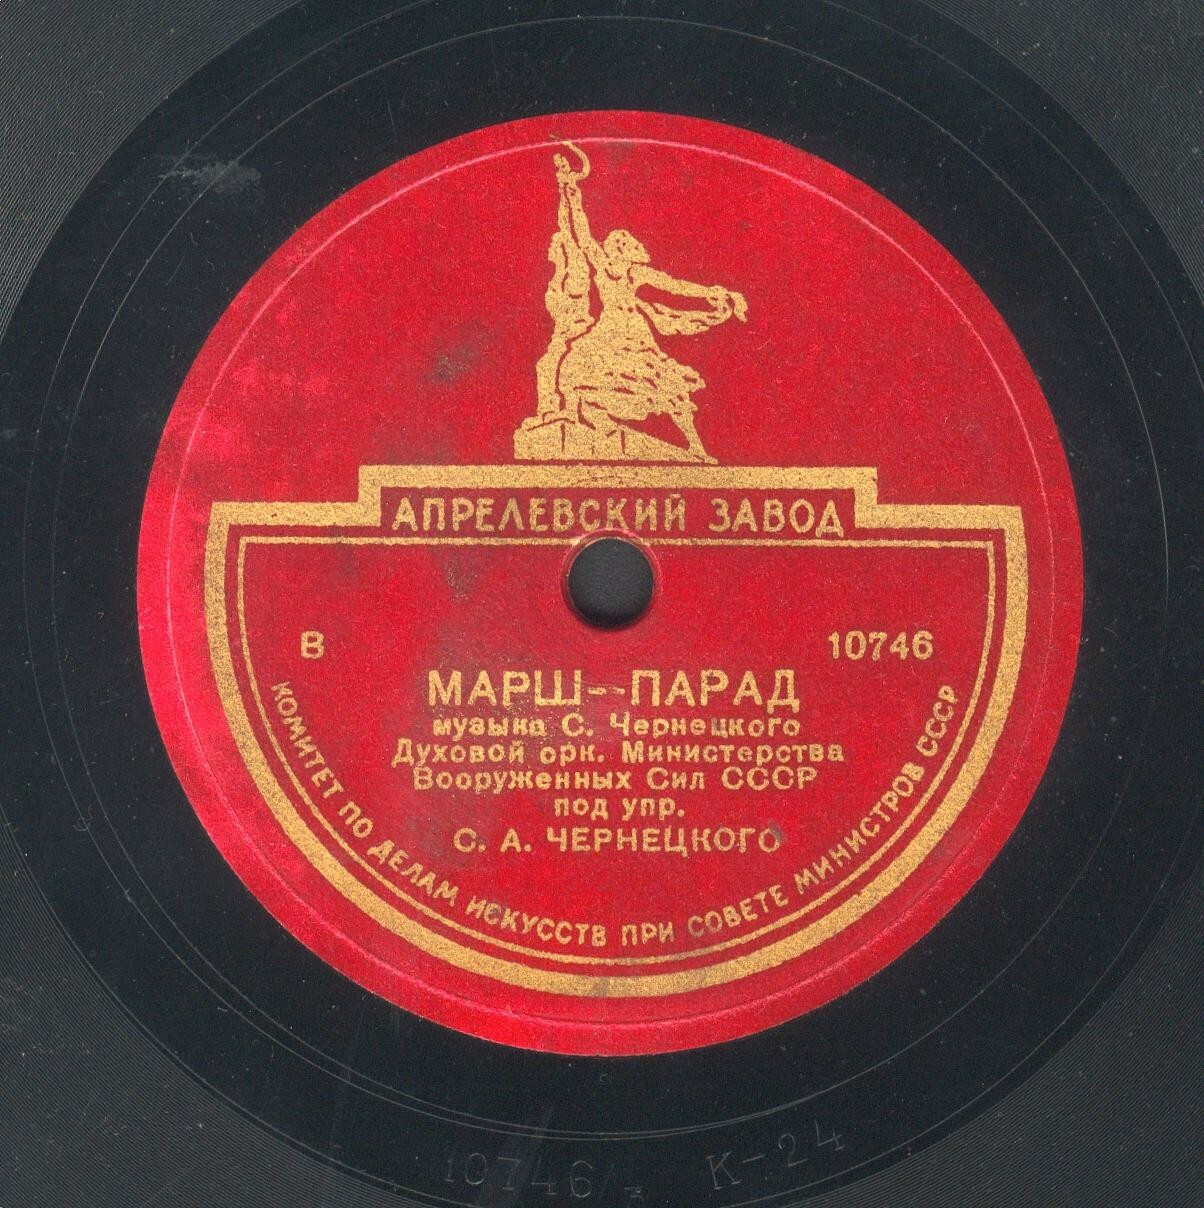 АПРЕЛЕВСКИЙ ЗАВОД
В 10746
МАРШ--ПАРАД
музыка С. Чернецкого
Духовой орк. Министерства
Вооруженных Сил СССР
под упр.
С. А. ЧЕРНЕЦКОГО
КОМИТЕТ ПО ДЕЛАМ ИСКУССТВ ПРИ СОВЕТЕ МИНИСТРОВ СССР
10746/3 К-24